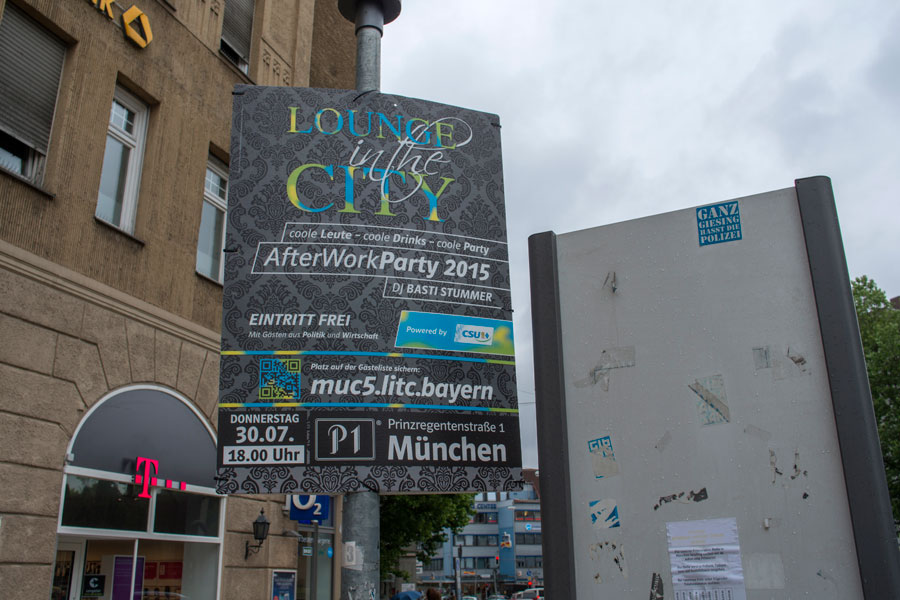 LOUNGE
in the
CITY
coole Leute – coole Drinks – coole Party
AfterWorkParty 2015
DJ BASTI STUMMER
EINTRITT FREI
Mit Gästen aus Politik und Wirtschaft
Powered by CSU
Platz auf der Gästeliste sichern:
muc5.litc.bayern
DONNERSTAG
30.07.
18.00 Uhr
P1
Prinzregentenstraße 1
München
GANZ
GIESING
HASST DIE
POLIZEI
T
O2
CENTER